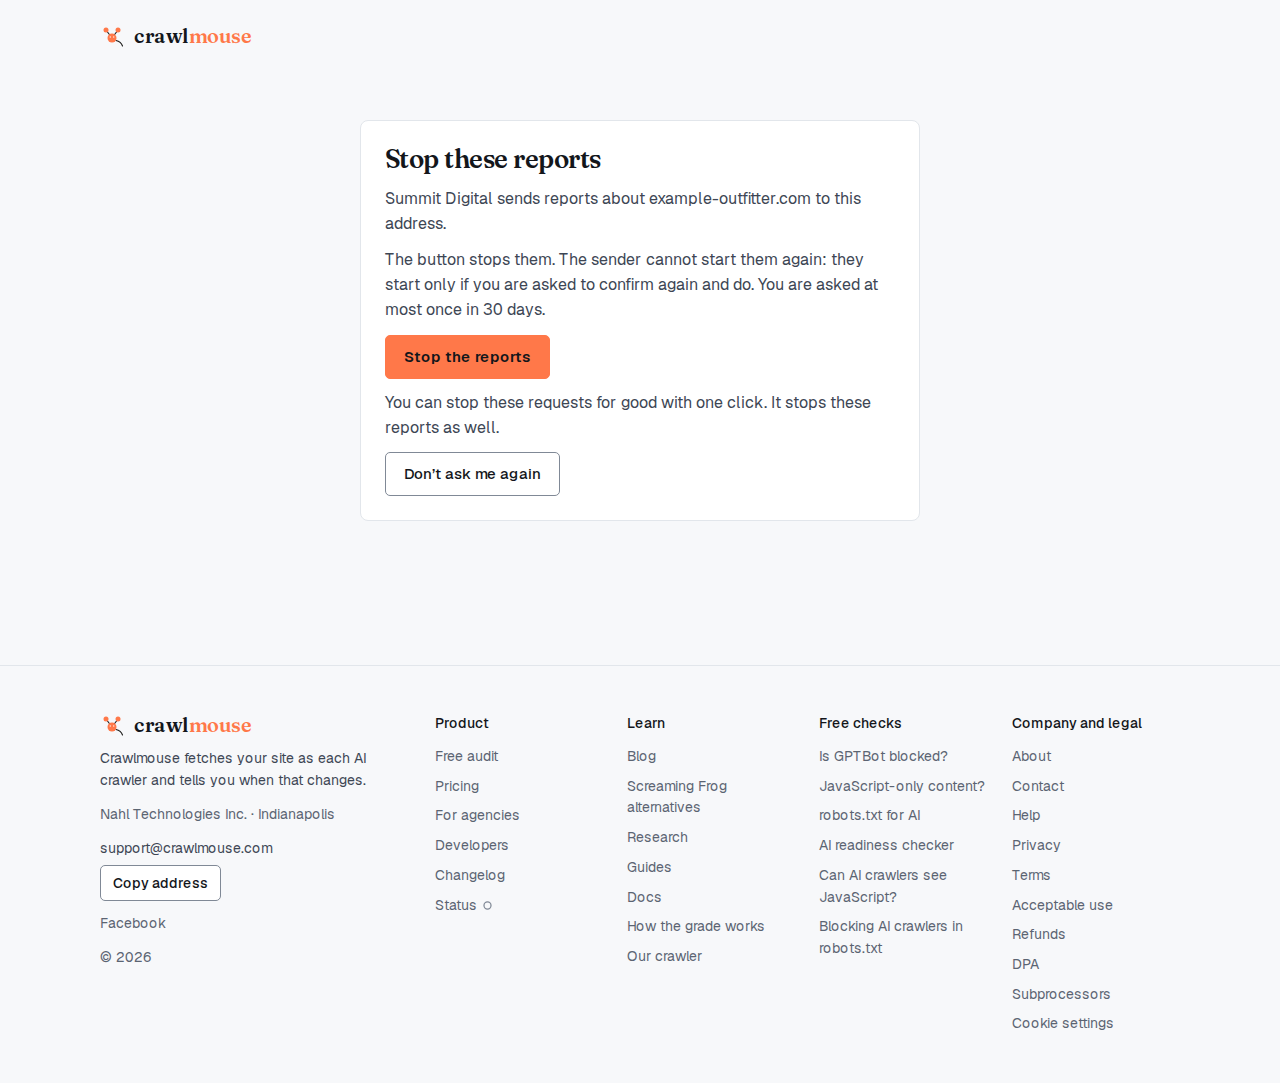 crawlmouse
Stop these reports
Summit Digital sends reports about example-outfitter.com to this
address.
The button stops them. The sender cannot start them again: they
start only if you are asked to confirm again and do. You are asked at
most once in 30 days.
Stop the reports
You can stop these requests for good with one click. It stops these
reports as well.
Don't ask me again
crawlmouse
Crawlmouse fetches your site as each AI
crawler and tells you when that changes.
Nahl Technologies Inc. · Indianapolis
support@crawlmouse.com
Copy address
Facebook
© 2026
Product
Free audit
Pricing
For agencies
Developers
Changelog
Status
Learn
Blog
Screaming Frog
alternatives
Research
Guides
Docs
How the grade works
Our crawler
Free checks
Is GPTBot blocked?
JavaScript-only content?
robots.txt for AI
AI readiness checker
Can AI crawlers see
JavaScript?
Blocking AI crawlers in
robots.txt
Company and legal
About
Contact
Help
Privacy
Terms
Acceptable use
Refunds
DPA
Subprocessors
Cookie settings